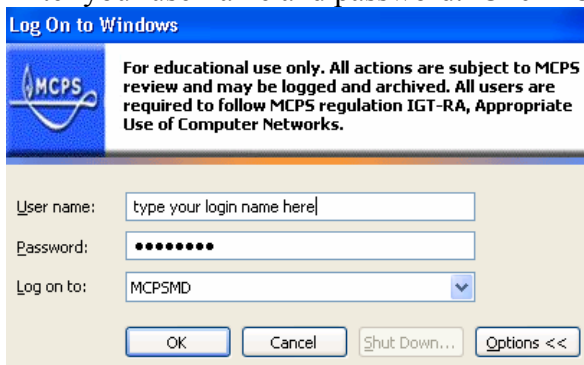 Log On to Windows
MCPS
For educational use only. All actions are subject to MCPS
review and may be logged and archived. All users are
required to follow MCPS regulation IGT-RA, Appropriate
Use of Computer Networks.
User name: type your login name here
Password: ●●●●●●●●
Log on to: MCPSMD
OK Cancel Shut Down... Options <<